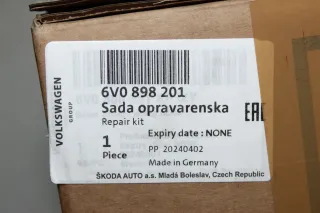 VOLKSWAGEN
GROUP
6V0 898 201
Sada opravarenska
Repair kit
EAC
1
Piece
Expiry date : NONE
PP 20240402
Made in Germany
ŠKODA AUTO a.s. Mladá Boleslav, Czech Republic